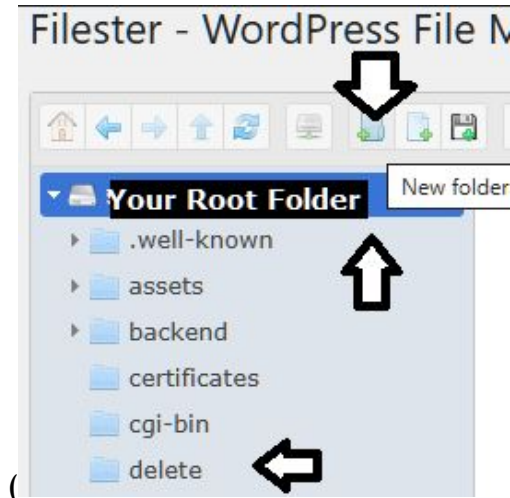 Filester - WordPress File M
New folder
Your Root Folder
.well-known
assets
backend
certificates
cgi-bin
delete
(